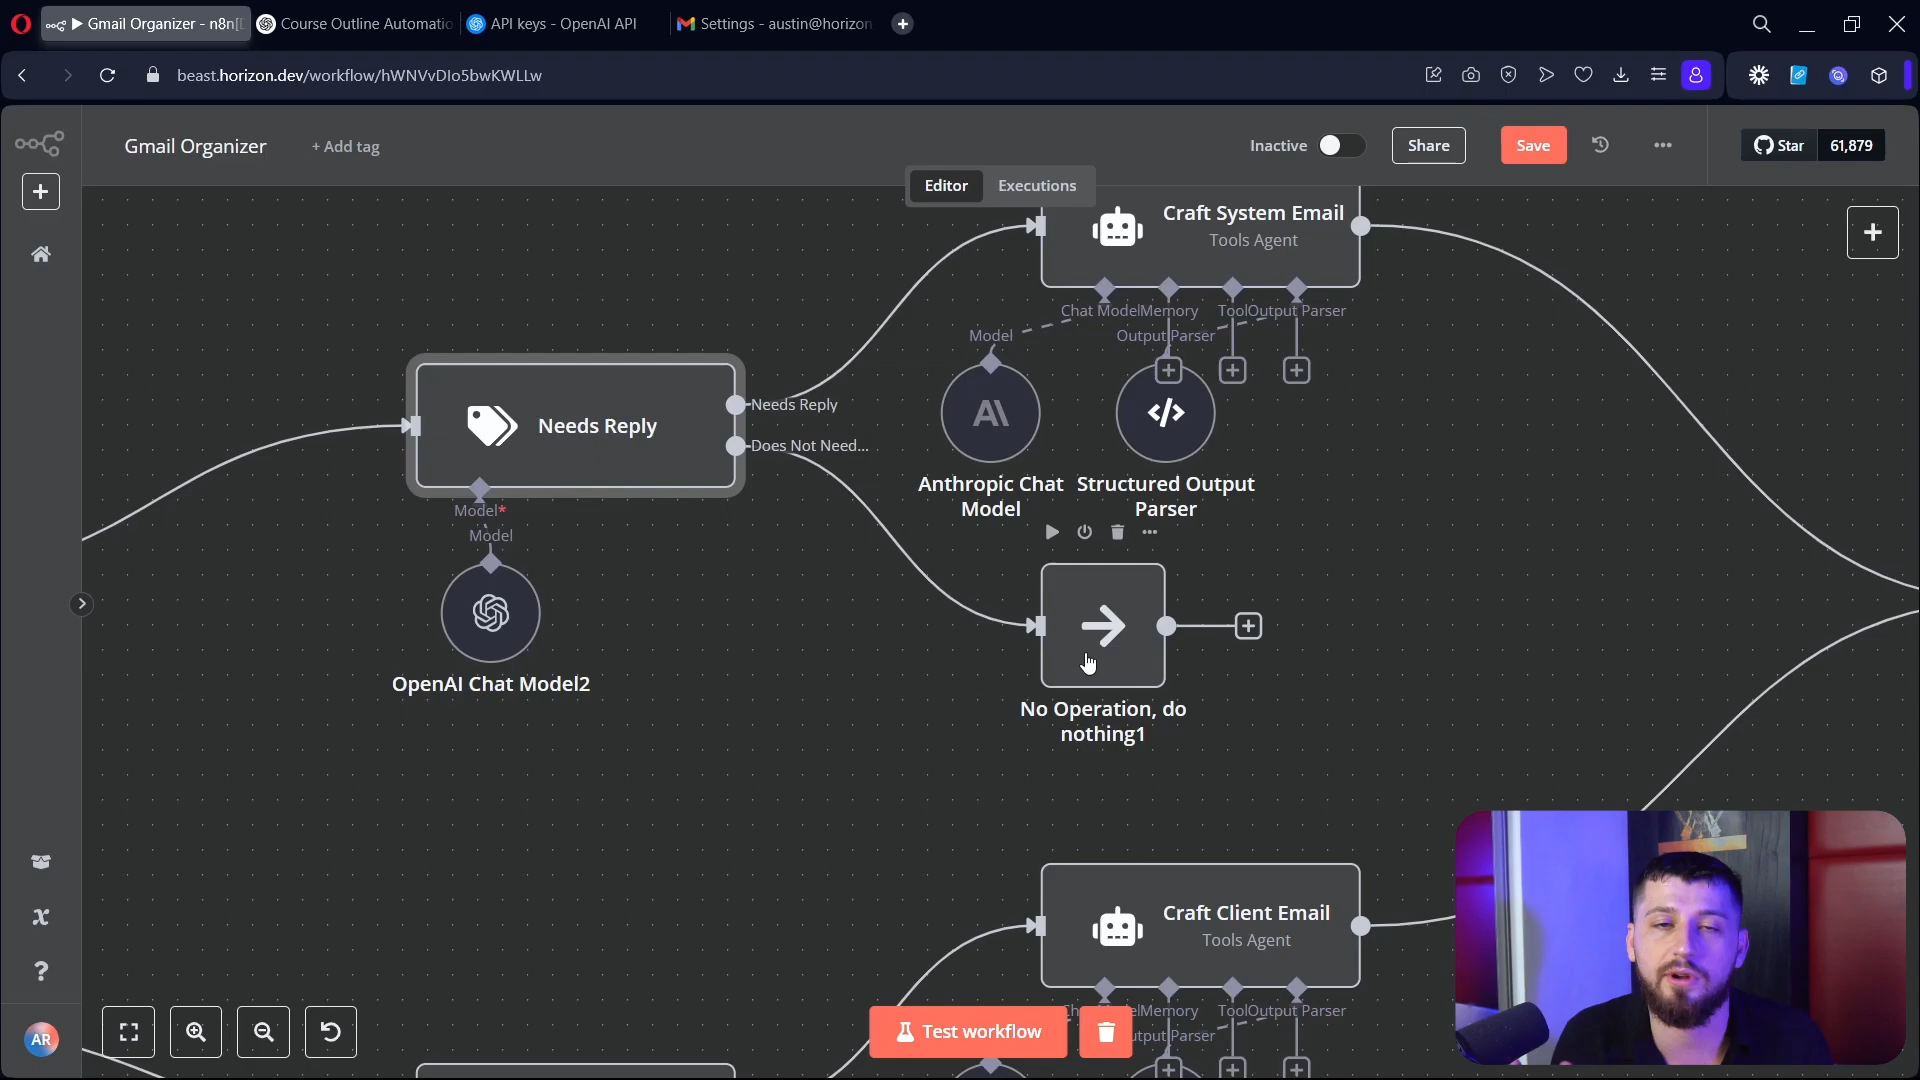 Gmail Organizer - n8n[
Course Outline Automatio
API keys - OpenAI API
Settings - austin@horizon
beast.horizon.dev/workflow/hWNVvDIo5bwKWLLw
Gmail Organizer
+ Add tag
Inactive
Share
Save
Star
61,879
Editor
Executions
Craft System Email
Tools Agent
Chat Model
Memory
Tool
Output Parser
Model
Output Parser
Needs Reply
Needs Reply
Does Not Need...
Model*
Model
Anthropic Chat
Model
Structured Output
Parser
OpenAI Chat Model2
No Operation, do
nothing1
Craft Client Email
Tools Agent
Memory
Tool
Output Parser
Test workflow
AR